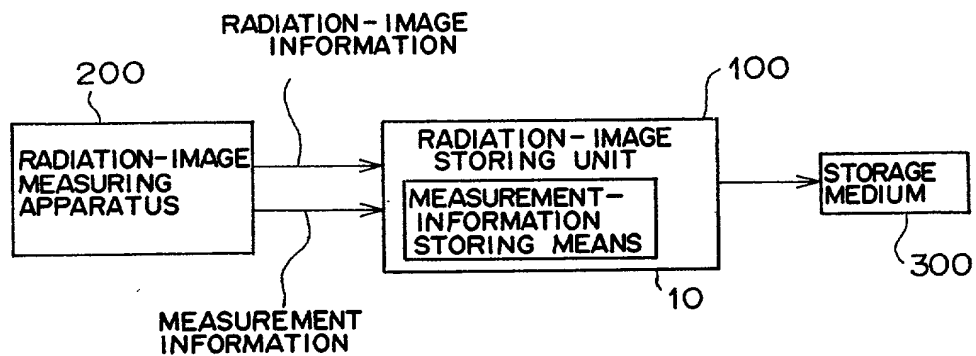 RADIATION-IMAGE
INFORMATION
200
100
RADIATION-IMAGE
MEASURING
APPARATUS
RADIATION-IMAGE
STORING UNIT
MEASUREMENT-
INFORMATION
STORING MEANS
STORAGE
MEDIUM
10
300
MEASUREMENT
INFORMATION